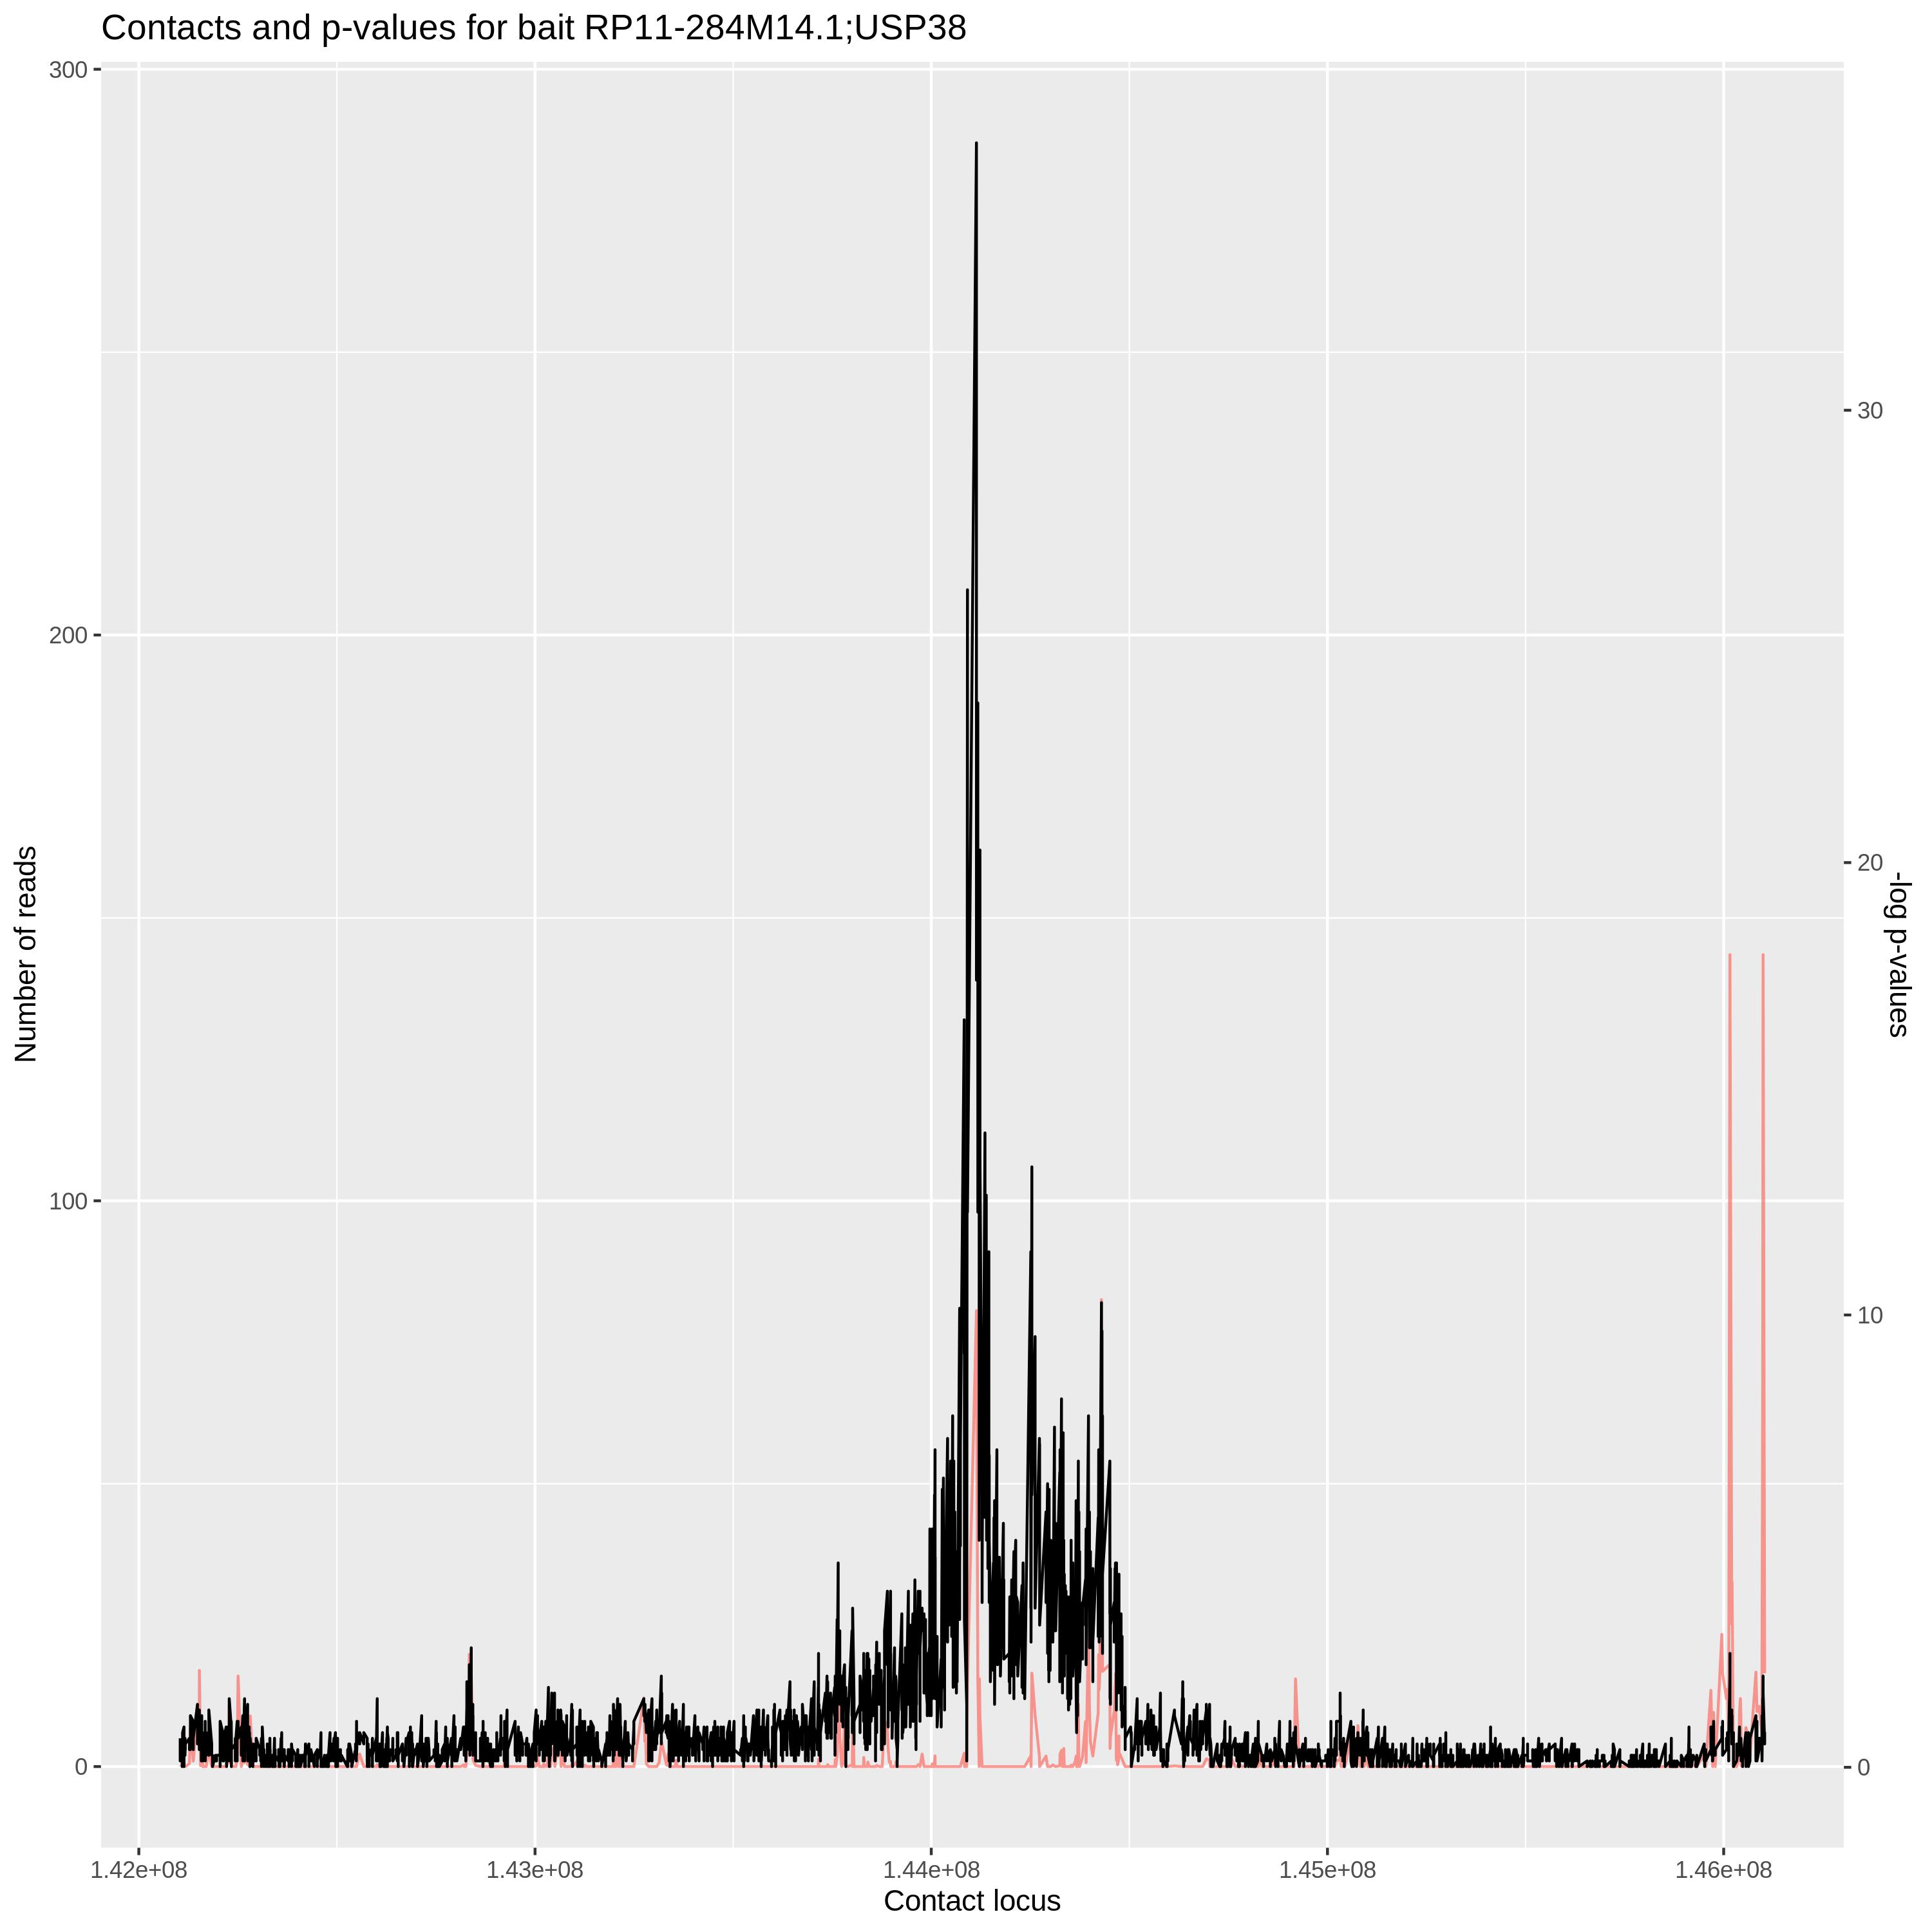 Contacts and p-values for bait RP11-284M14.1;USP38
300
200
100
0
Number of reads
30
20
10
0
-log p-values
1.42e+08 1.43e+08 1.44e+08 1.45e+08 1.46e+08
Contact locus